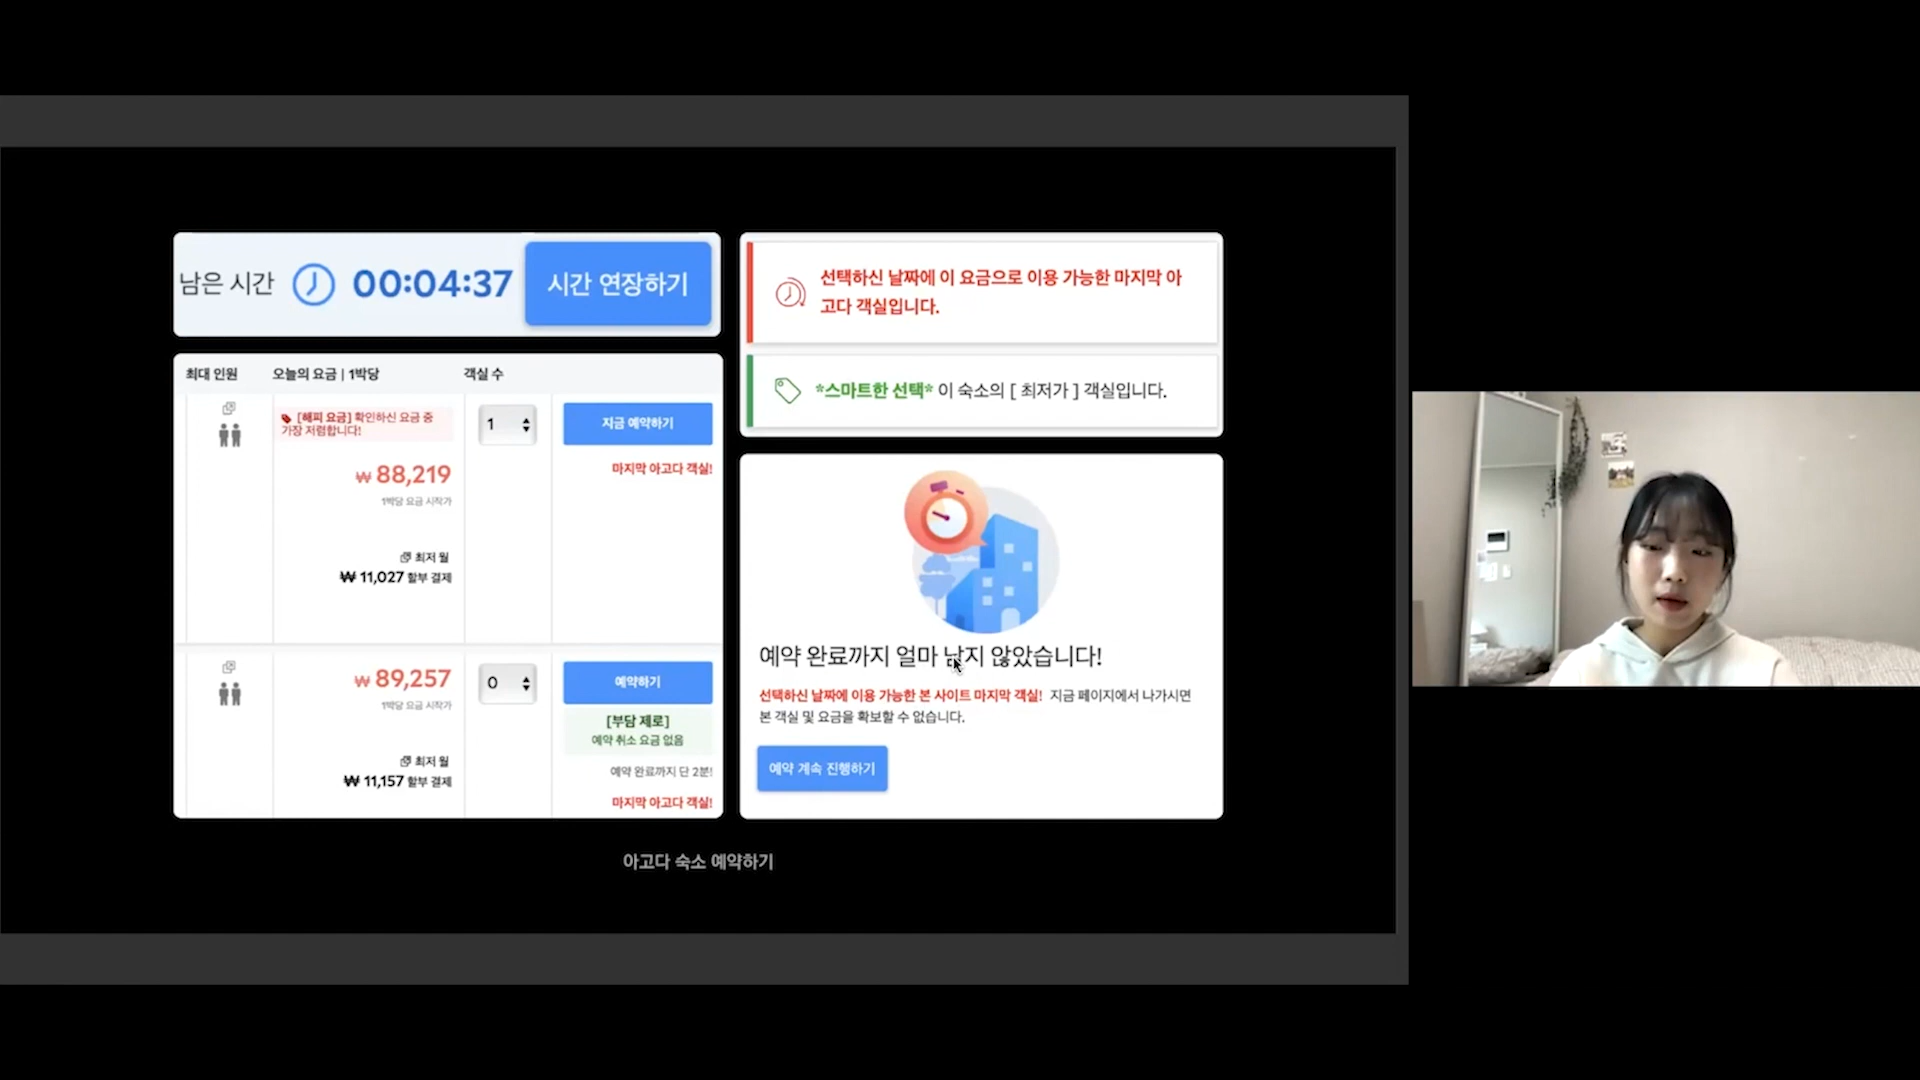 남은 시간 00:04:37 시간 연장하기
최대 인원 오늘의 요금 | 1박당 객실 수
[해피 요금] 확인하신 요금 중
가장 저렴합니다!
1
지금 예약하기
₩ 88,219
마지막 아고다 객실!
1박당 요금 시작가
최저 월
₩ 11,027 할부 결제
₩ 89,257
0
예약하기
1박당 요금 시작가
[부담 제로]
예약 취소 요금 없음
최저 월
예약 완료까지 단 2분!
₩ 11,157 할부 결제
마지막 아고다 객실!
선택하신 날짜에 이 요금으로 이용 가능한 마지막 아
고다 객실입니다.
*스마트한 선택* 이 숙소의 [ 최저가 ] 객실입니다.
예약 완료까지 얼마 남지 않았습니다!
선택하신 날짜에 이용 가능한 본 사이트 마지막 객실! 지금 페이지에서 나가시면
본 객실 및 요금을 확보할 수 없습니다.
예약 계속 진행하기
아고다 숙소 예약하기